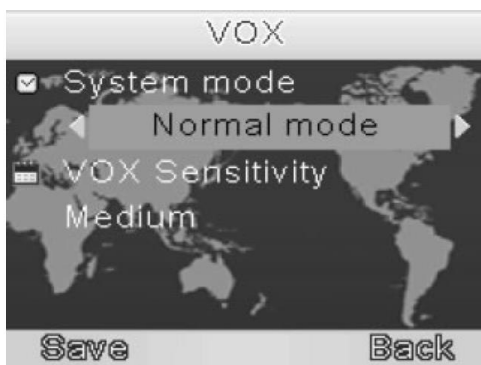 VOX
System mode
Normal mode
VOX Sensitivity
Medium
Save Back